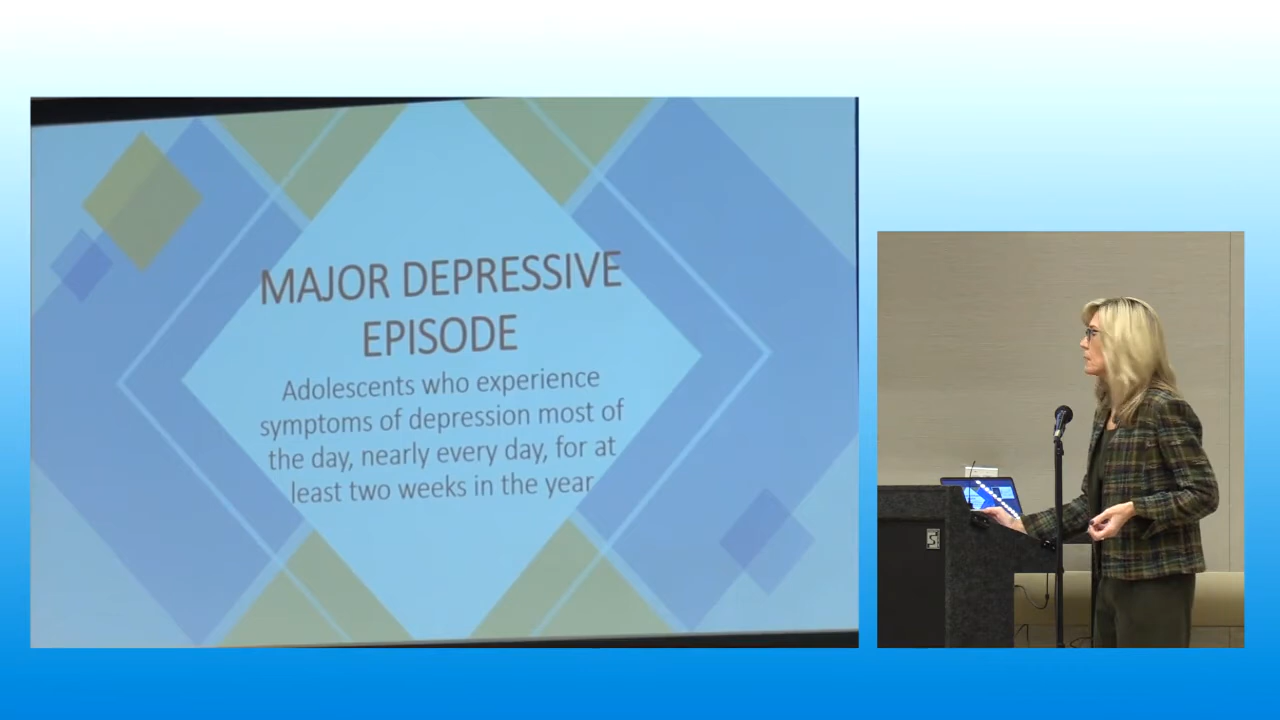 MAJOR DEPRESSIVE
EPISODE
Adolescents who experience
symptoms of depression most of
the day, nearly every day, for at
least two weeks in the year